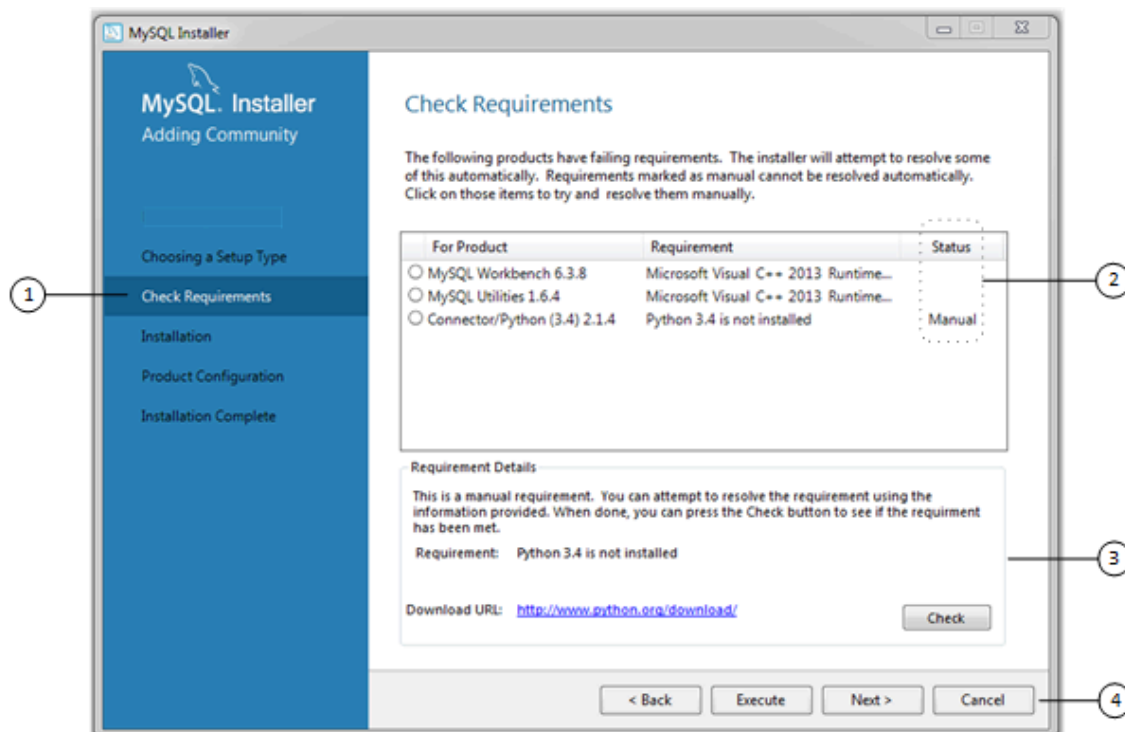 MySQL Installer
MySQL. Installer
Adding Community
Choosing a Setup Type
Check Requirements
Installation
Product Configuration
Installation Complete
1
Check Requirements
The following products have failing requirements. The installer will attempt to resolve some
of this automatically. Requirements marked as manual cannot be resolved automatically.
Click on those items to try and resolve them manually.
For Product Requirement Status
MySQL Workbench 6.3.8 Microsoft Visual C++ 2013 Runtime...
MySQL Utilities 1.6.4 Microsoft Visual C++ 2013 Runtime...
Connector/Python (3.4) 2.1.4 Python 3.4 is not installed Manual
2
Requirement Details
This is a manual requirement. You can attempt to resolve the requirement using the
information provided. When done, you can press the Check button to see if the requirment
has been met.
Requirement: Python 3.4 is not installed
3
Download URL: http://www.python.org/download/
Check
< Back Execute Next > Cancel
4